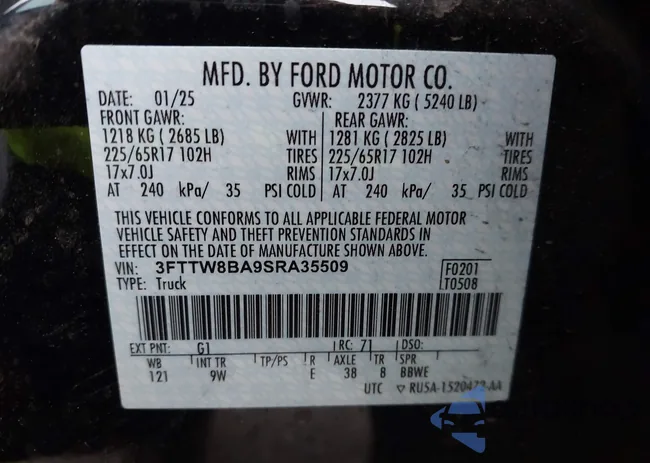 MFD. BY FORD MOTOR CO.
DATE: 01/25 GVWR: 2377 KG ( 5240 LB)
FRONT GAWR: REAR GAWR:
1218 KG ( 2685 LB) WITH 1281 KG ( 2825 LB) WITH
225/65R17 102H TIRES 225/65R17 102H TIRES
17x7.0J RIMS 17x7.0J RIMS
AT 240 kPa/ 35 PSI COLD AT 240 kPa/ 35 PSI COLD
THIS VEHICLE CONFORMS TO ALL APPLICABLE FEDERAL MOTOR
VEHICLE SAFETY AND THEFT PREVENTION STANDARDS IN
EFFECT ON THE DATE OF MANUFACTURE SHOWN ABOVE.
VIN: 3FTTW8BA9SRA35509 F0201
TYPE: Truck T0508
EXT PNT: G1 RC: 71 DSO:
WB INT TR TP/PS R AXLE TR SPR
121 9W E 38 8 BBWE
UTC ▽ RU5A-1520472-AA